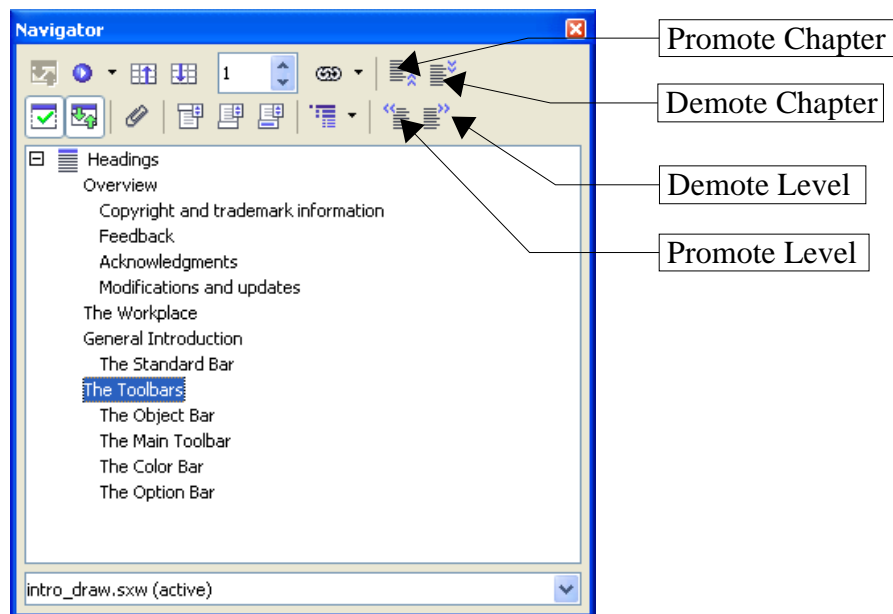 Navigator
Promote Chapter
1
Demote Chapter
Headings
Overview
Demote Level
Copyright and trademark information
Feedback
Promote Level
Acknowledgments
Modifications and updates
The Workplace
General Introduction
The Standard Bar
The Toolbars
The Object Bar
The Main Toolbar
The Color Bar
The Option Bar
intro_draw.sxw (active)